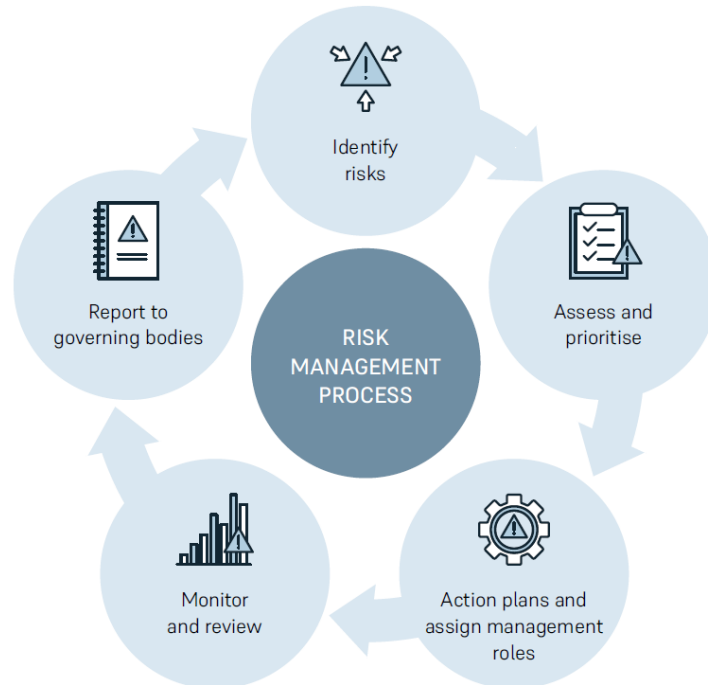 Identify
risks
Assess and
prioritise
Action plans and
assign management
roles
Monitor
and review
Report to
governing bodies
RISK
MANAGEMENT
PROCESS